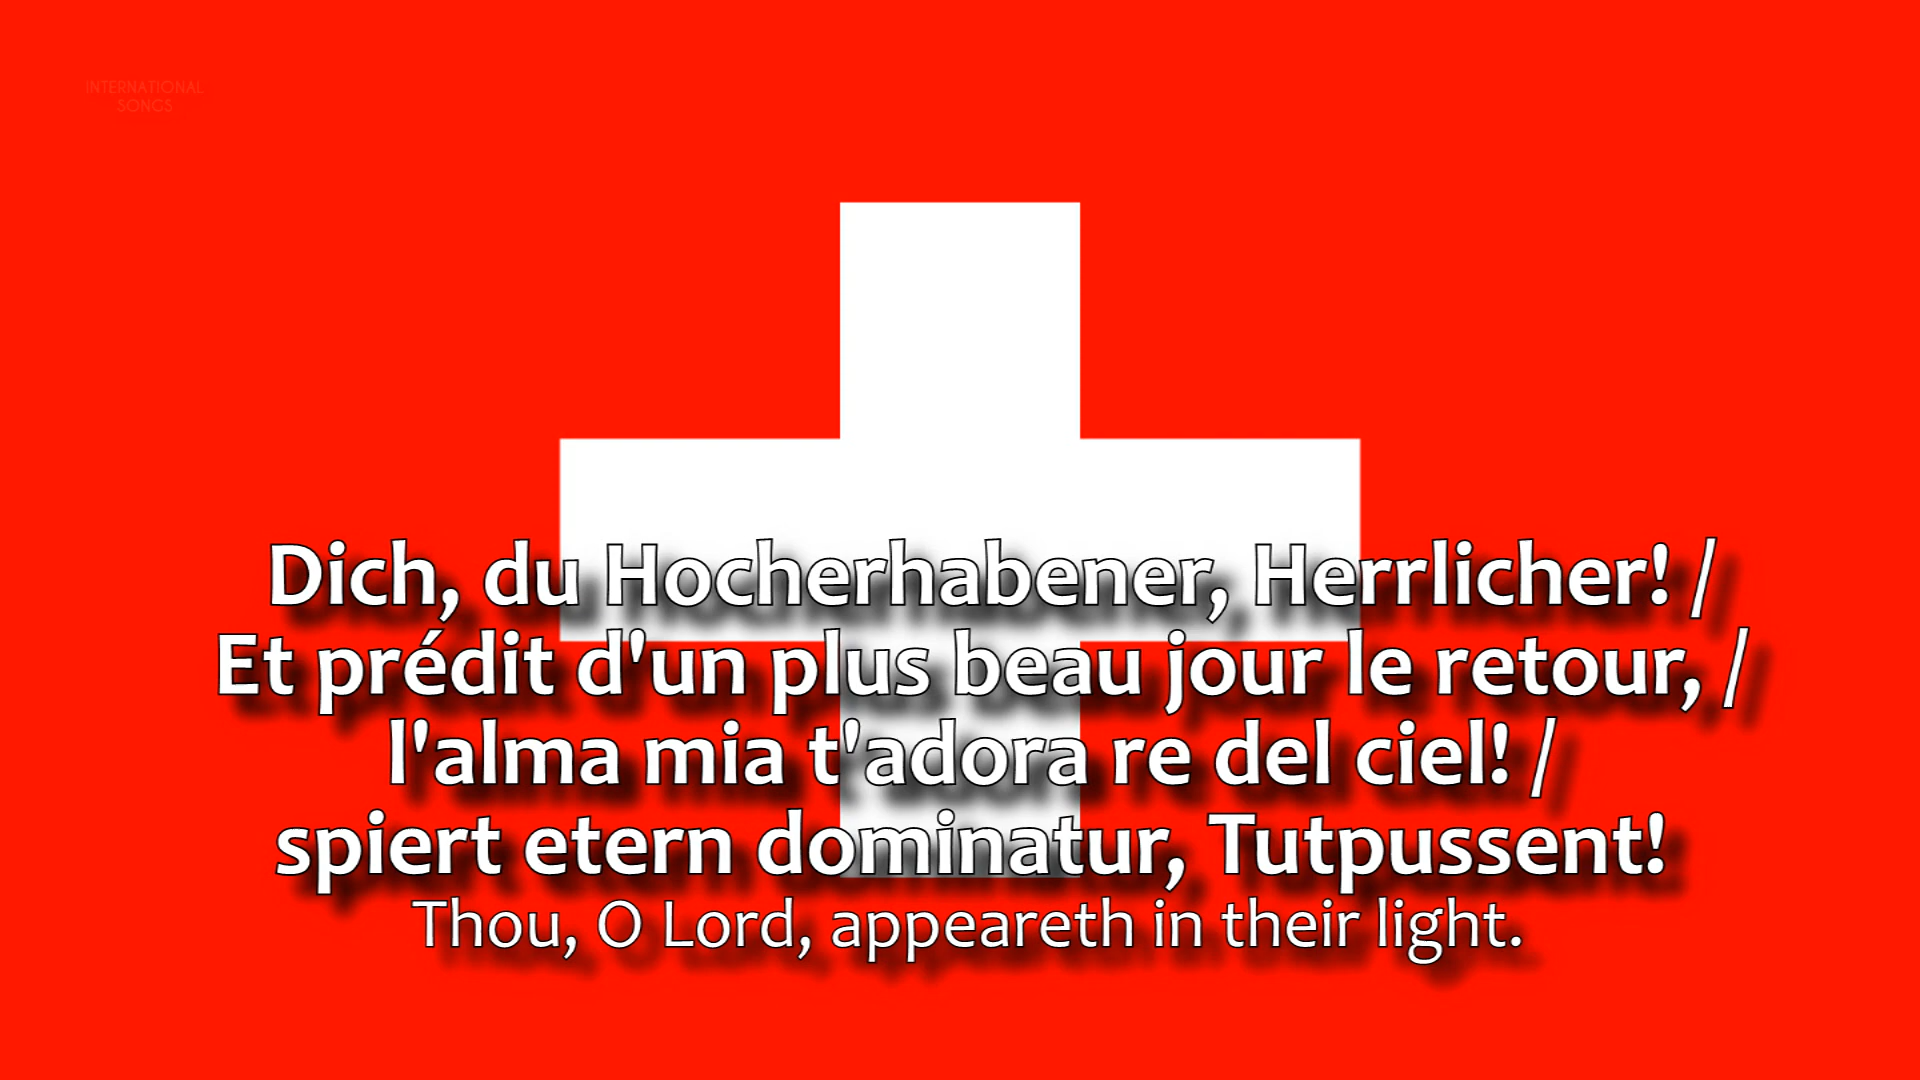 INTERNATIONAL
SONGS
Dich, du Hocherhabener, Herrlicher! /
Et prédit d'un plus beau jour le retour, /
l'alma mia t'adora re del ciel! /
spiert etern dominatur, Tutpussent!
Thou, O Lord, appeareth in their light.